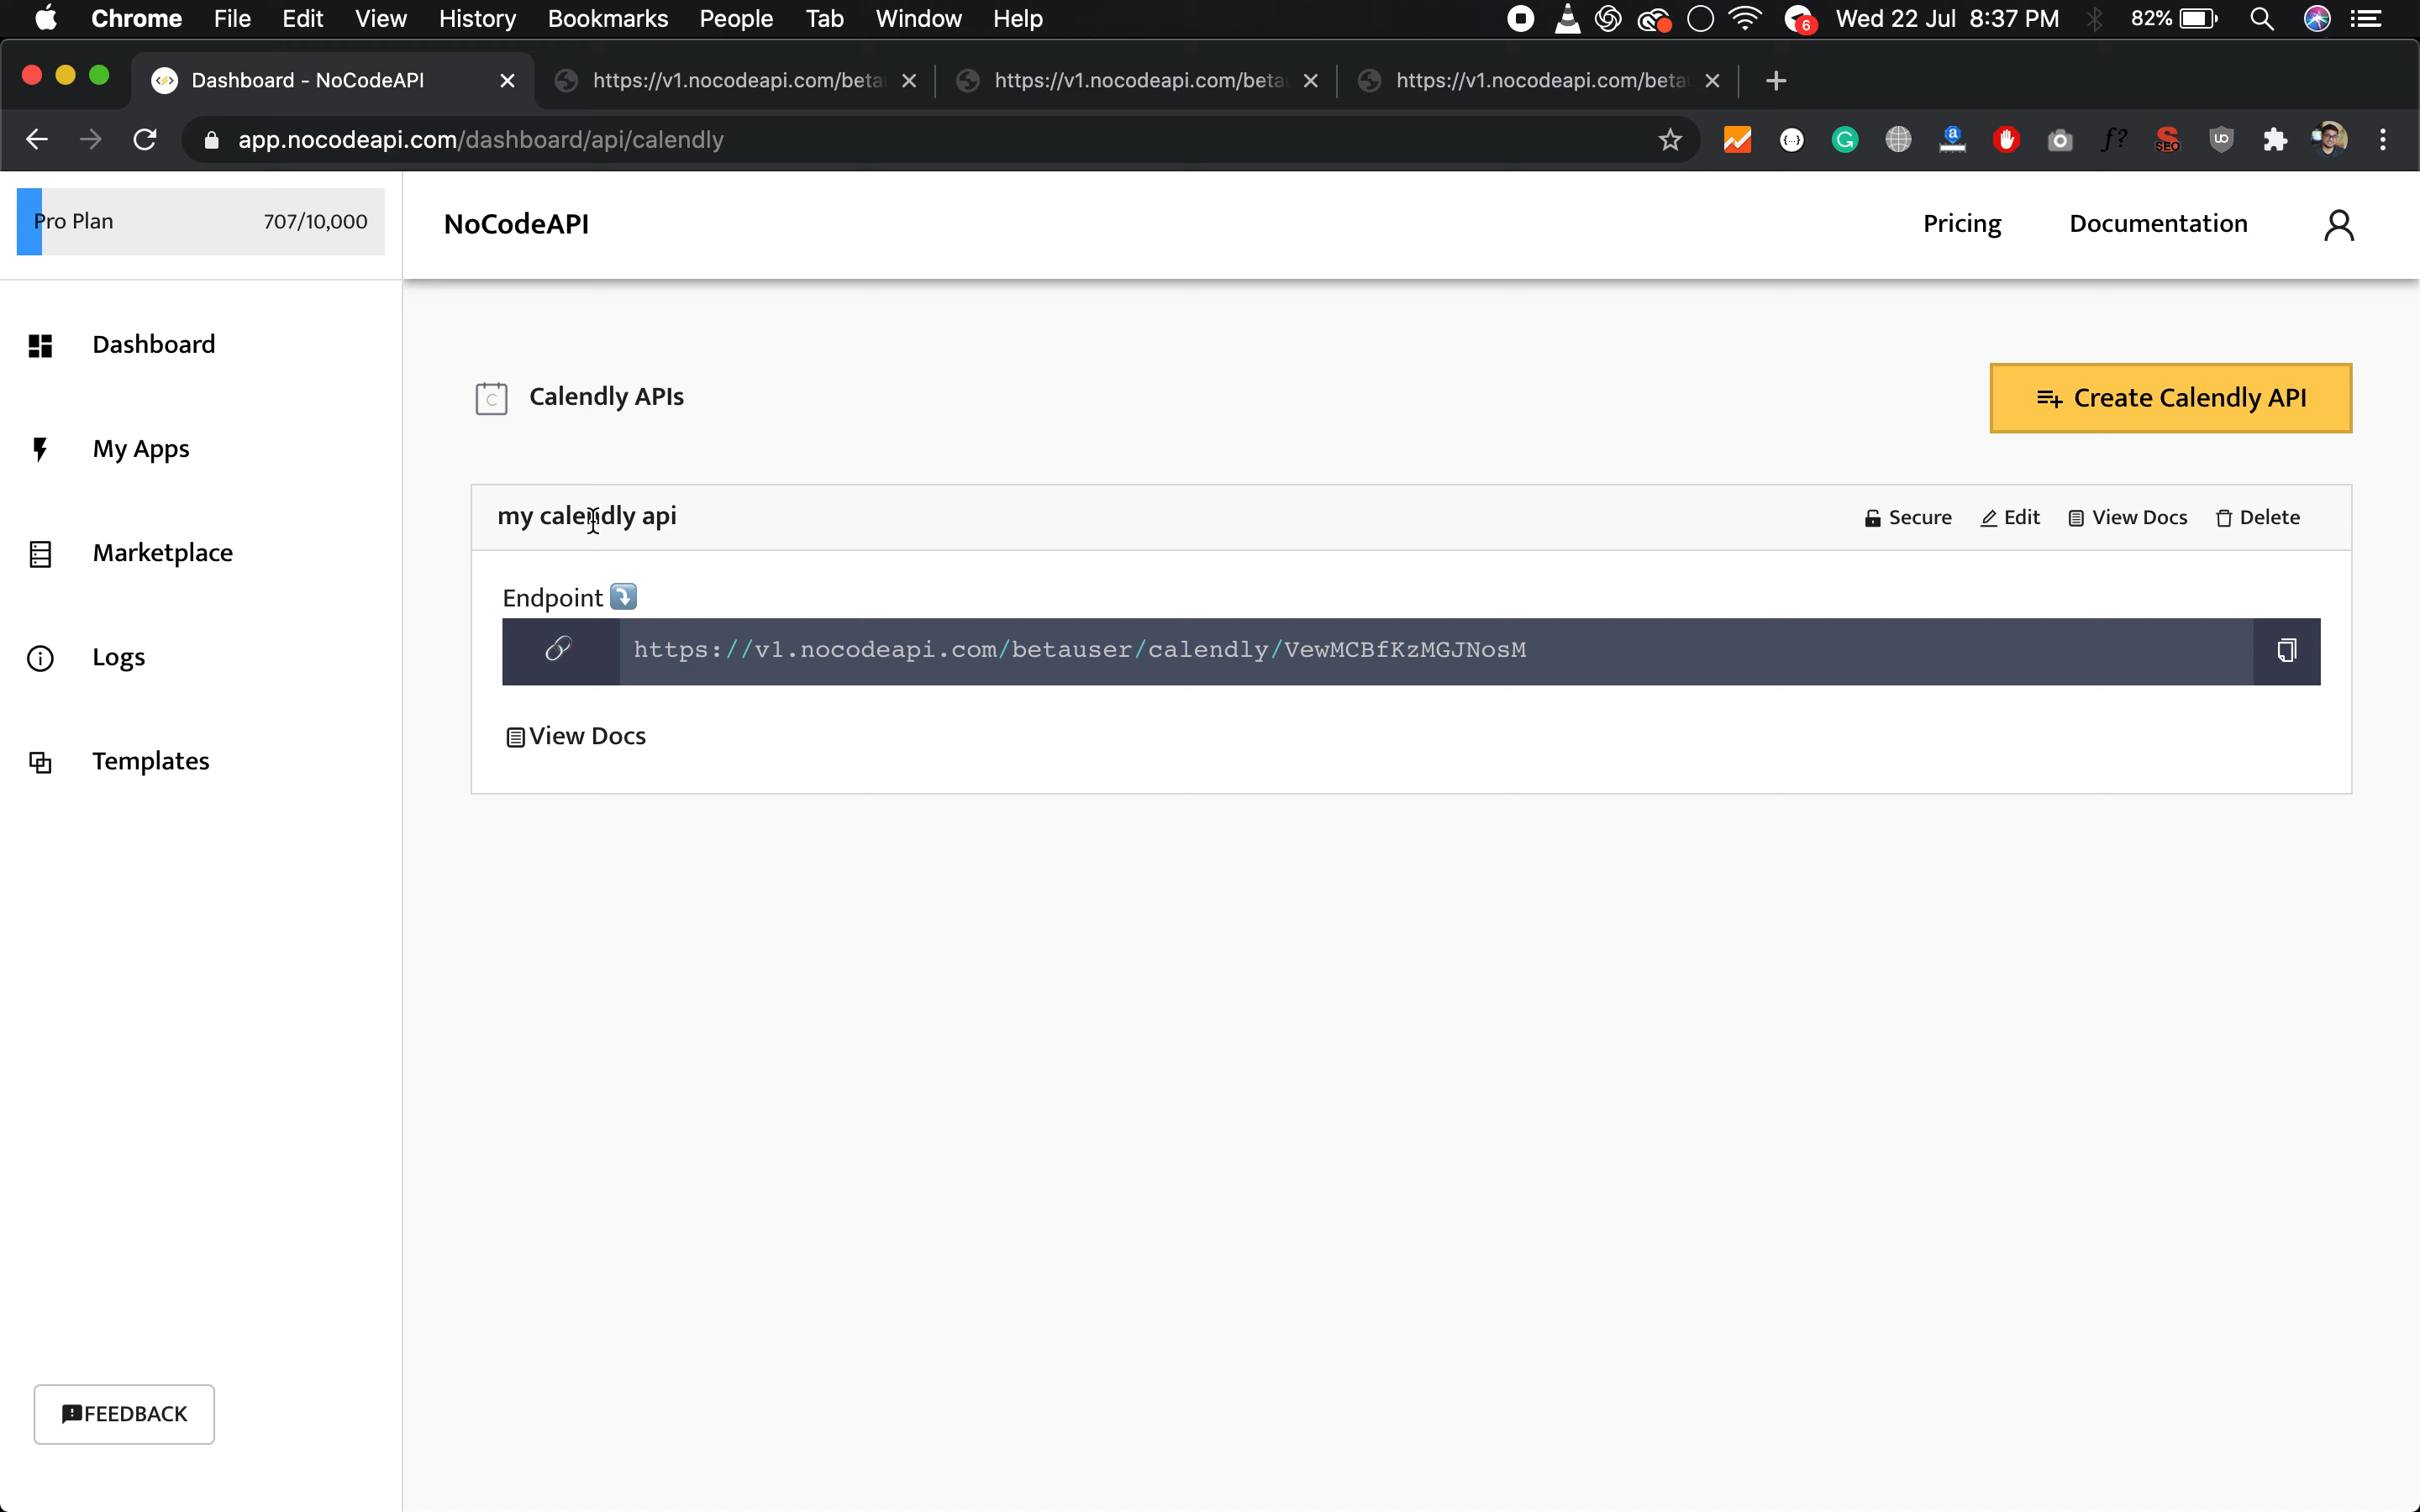 Chrome File Edit View History Bookmarks People Tab Window Help 6 Wed 22 Jul 8:37 PM 82%
Dashboard - NoCodeAPI https://v1.nocodeapi.com/beta https://v1.nocodeapi.com/beta https://v1.nocodeapi.com/beta
app.nocodeapi.com/dashboard/api/calendly
Pro Plan 707/10,000
NoCodeAPI Pricing Documentation
Dashboard
My Apps
Marketplace
Logs
Templates
FEEDBACK
C Calendly APIs Create Calendly API
my calendly api Secure Edit View Docs Delete
Endpoint
https://v1.nocodeapi.com/betauser/calendly/VewMCBfKzMGJNosM
View Docs